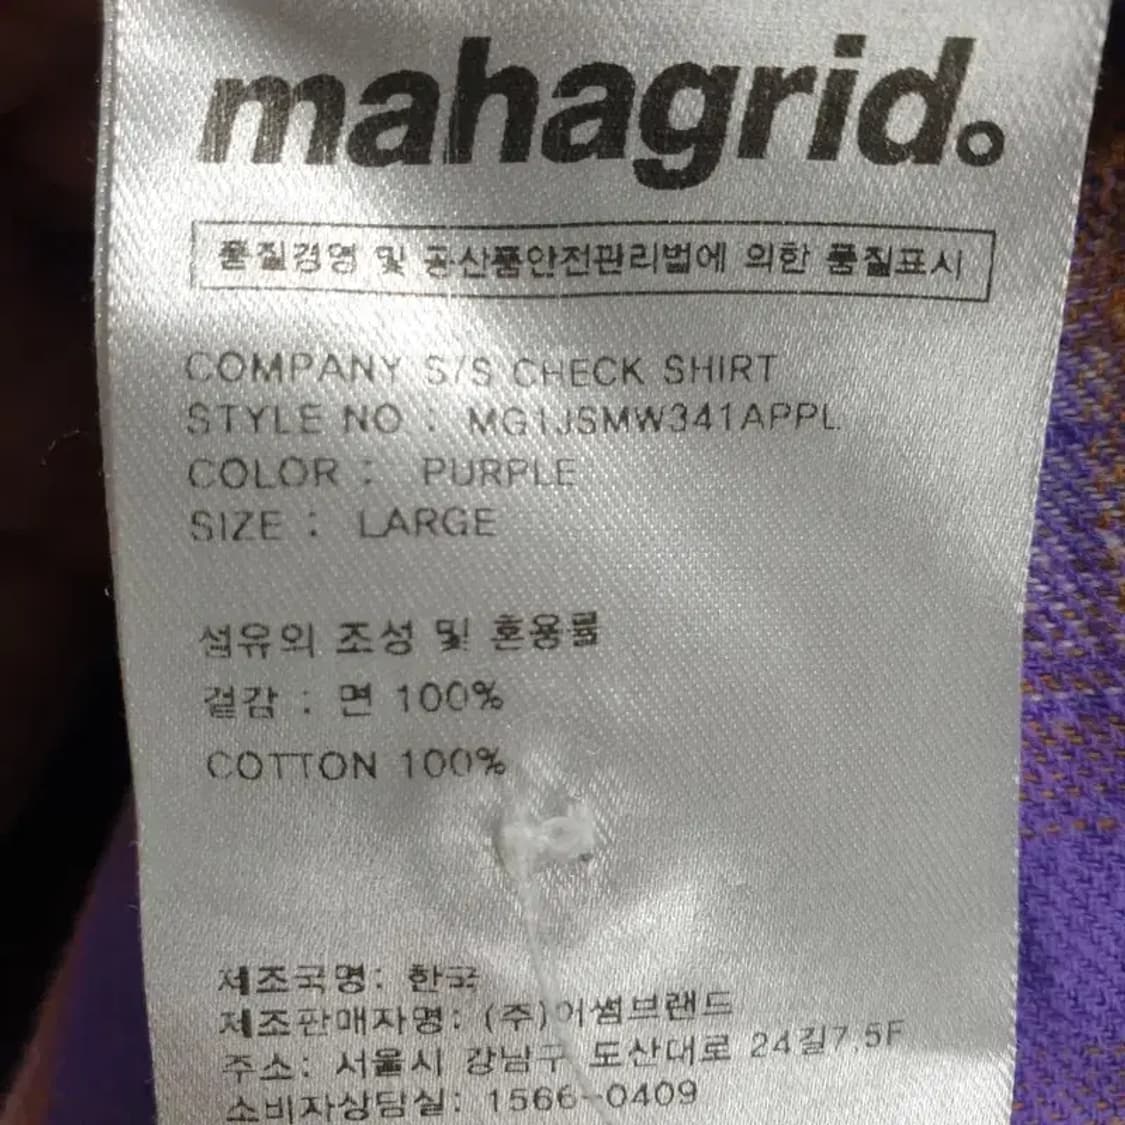 mahagrid.
품질경영 및 공산품안전관리법에 의한 품질표시
COMPANY S/S CHECK SHIRT
STYLE NO : MG1JSMW341APPL
COLOR : PURPLE
SIZE : LARGE
섬유의 조성 및 혼용률
겉감 : 면 100%
COTTON 100%
제조국명: 한국
제조판매자명: (주)어썸브랜드
주소: 서울시 강남구 도산대로 24길7,5F
소비자상담실: 1566-0409